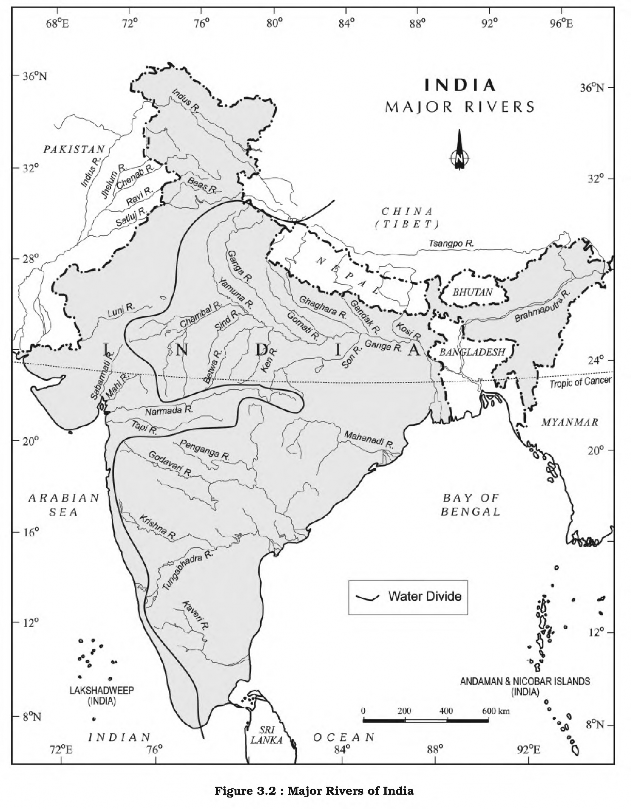 68°E
72°
76°
80°
84°
88°
92°
96°E
INDIA
MAJOR RIVERS
N
36°N
36°N
32°
32°
28°
28°
24°
20°
20°
16°
16°
12°
12°
8°N
8°N
PAKISTAN
Indus R.
Indus R.
Jhelum R.
Chenab R.
Ravi R.
Satluj R.
Beas R.
CHINA
(TIBET)
Tsangpo R.
NEPAL
BHUTAN
Brahmaputra R.
BANGLADESH
Ganga R.
Yamuna R.
Ghaghara R.
Gomati R.
Gandak R.
Kosi R.
Ganga R.
Luni R.
Chambal R.
Sind R.
Betwa R.
Ken R.
Son R.
INDIA
Sabarmati R.
Mahi R.
Tropic of Cancer
MYANMAR
Narmada R.
Tapi R.
Penganga R.
Godavari R.
Mahanadi R.
ARABIAN
SEA
BAY OF
BENGAL
Krishna R.
Tungabhadra R.
Kaveri R.
Water Divide
LAKSHADWEEP
(INDIA)
ANDAMAN & NICOBAR ISLANDS
(INDIA)
0 200 400 600 km
SRI
LANKA
INDIAN OCEAN
72°E
76°
84°
88°
92°E
Figure 3.2 : Major Rivers of India